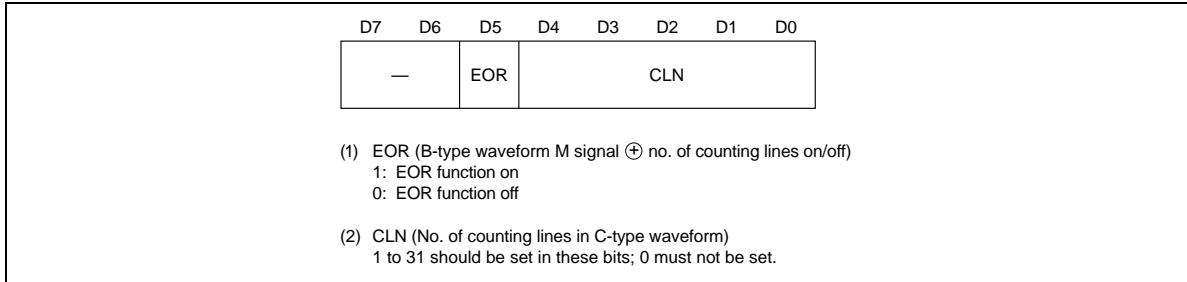 D7 D6 D5 D4 D3 D2 D1 D0
— EOR CLN
(1) EOR (B-type waveform M signal ⊕ no. of counting lines on/off)
1: EOR function on
0: EOR function off
(2) CLN (No. of counting lines in C-type waveform)
1 to 31 should be set in these bits; 0 must not be set.